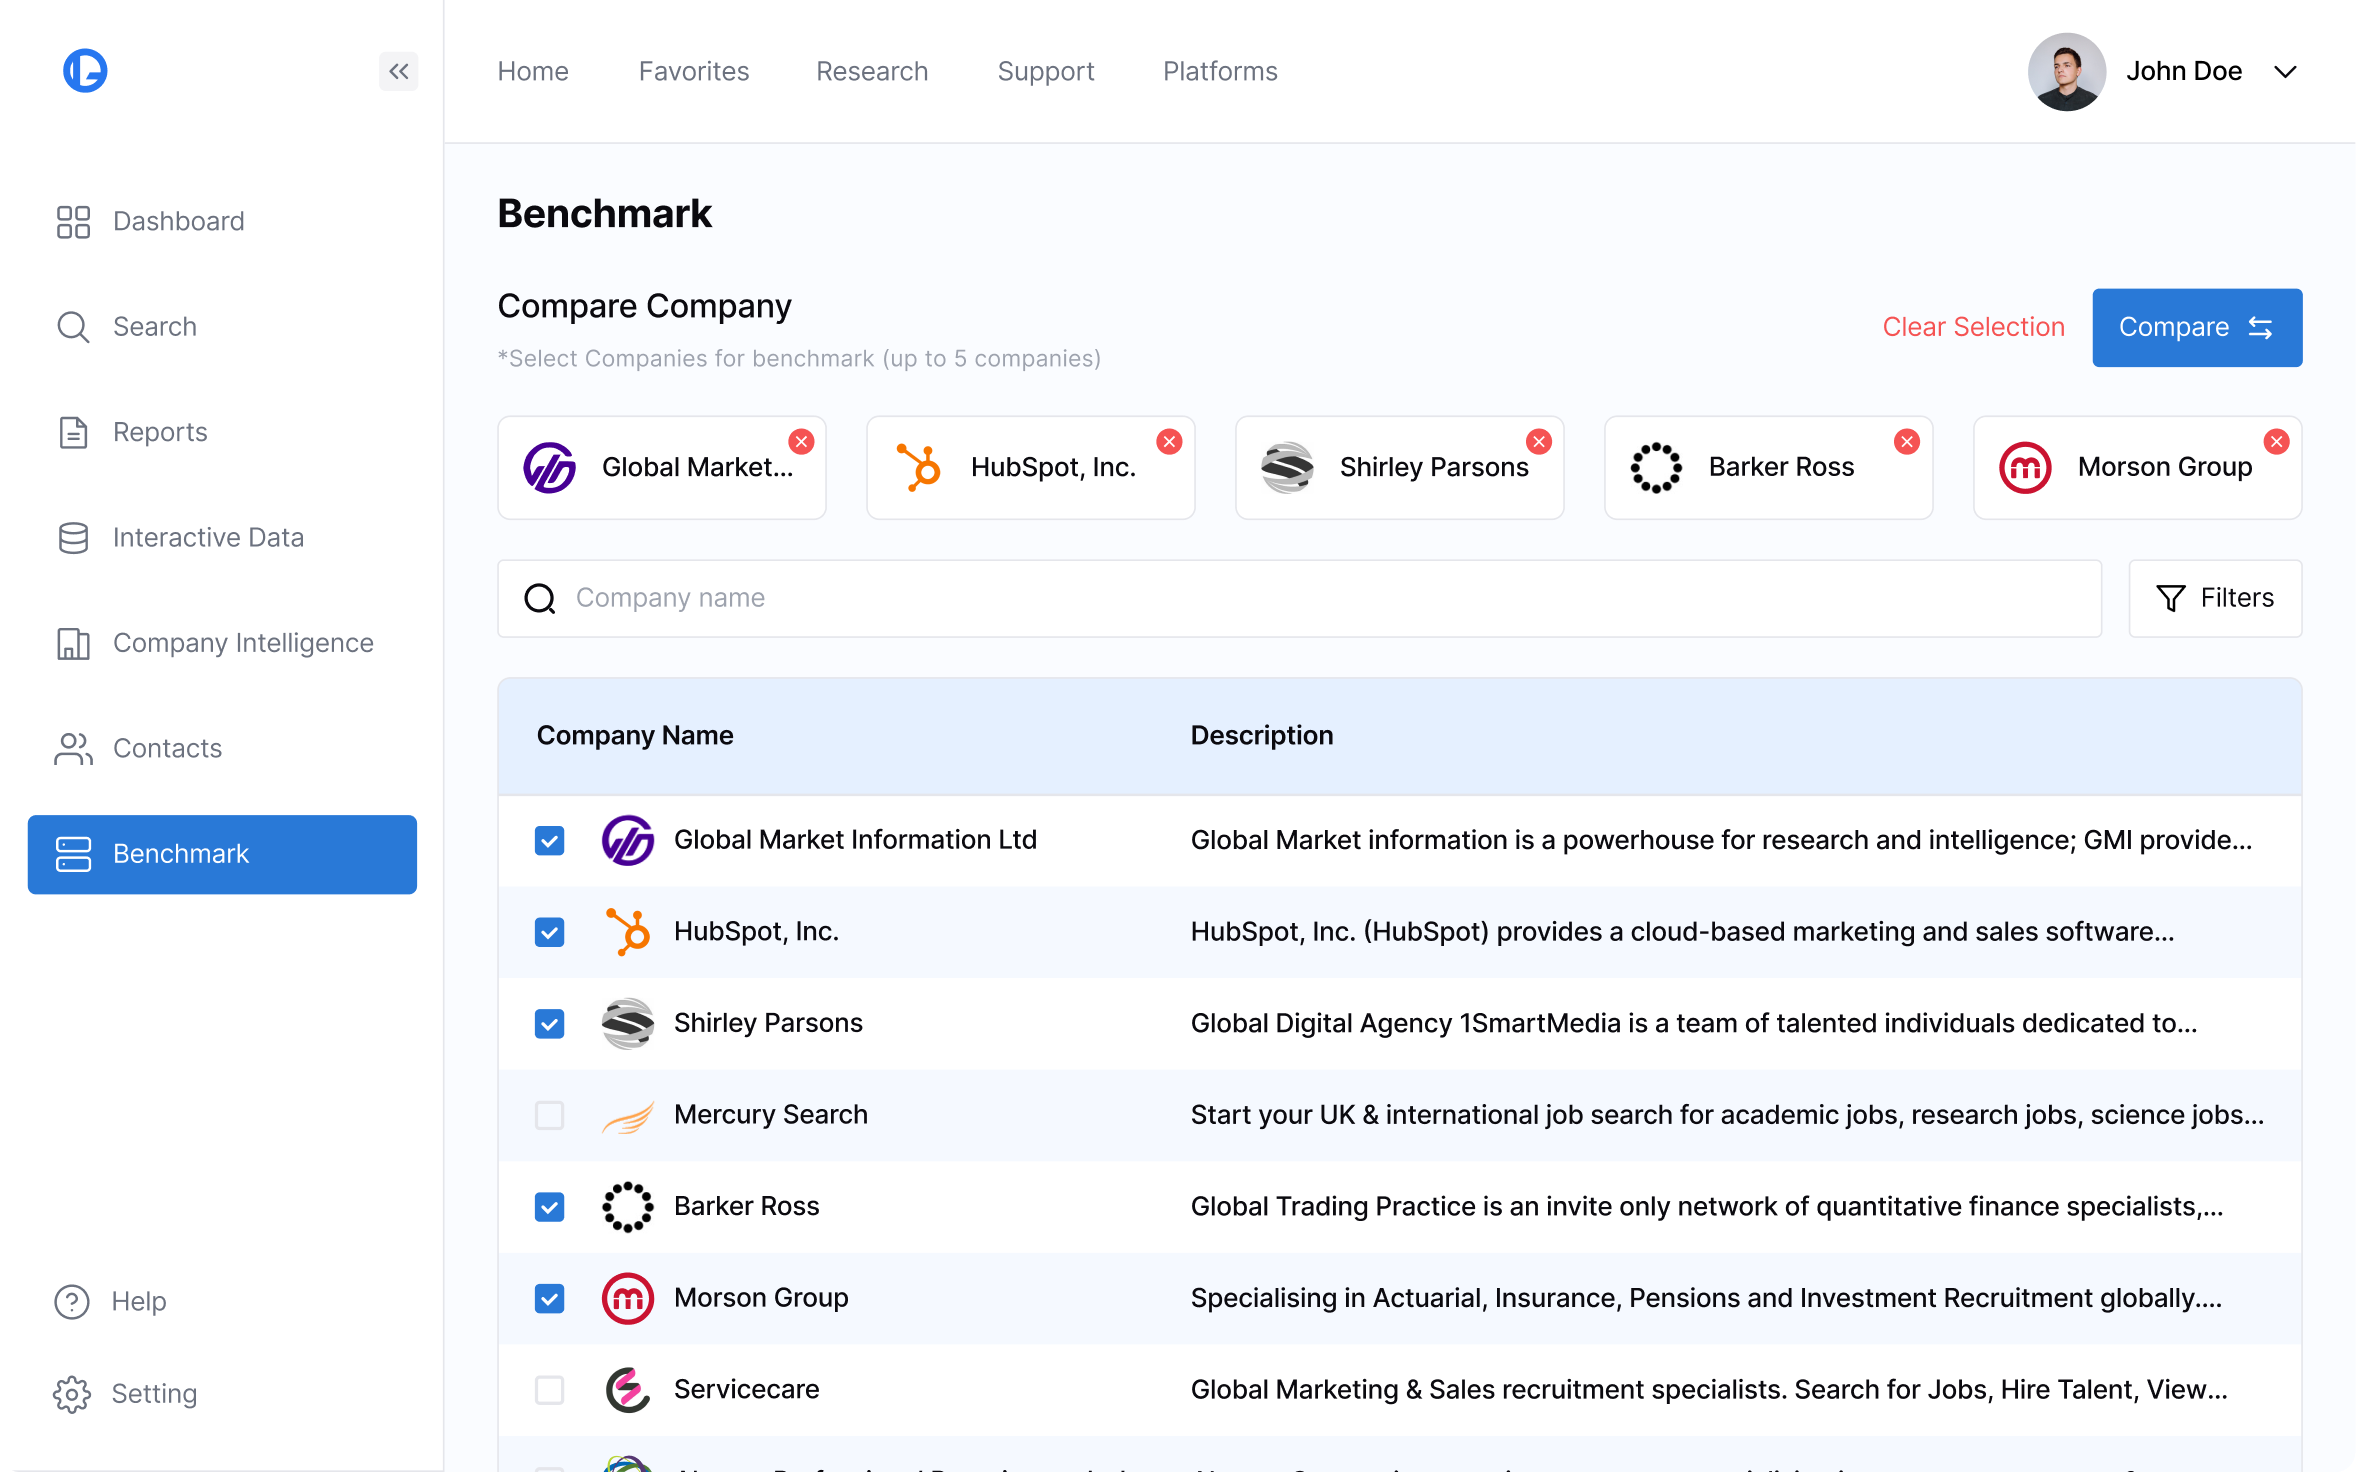 Home Favorites Research Support Platforms John Doe
Dashboard
Search
Reports
Interactive Data
Company Intelligence
Contacts
Benchmark
Help
Setting
Benchmark
Compare Company
*Select Companies for benchmark (up to 5 companies)
Clear Selection Compare
Global Market... HubSpot, Inc. Shirley Parsons Barker Ross Morson Group
Company name Filters
Company Name Description
Global Market Information Ltd Global Market information is a powerhouse for research and intelligence; GMI provide...
HubSpot, Inc. HubSpot, Inc. (HubSpot) provides a cloud-based marketing and sales software...
Shirley Parsons Global Digital Agency 1SmartMedia is a team of talented individuals dedicated to...
Mercury Search Start your UK & international job search for academic jobs, research jobs, science jobs...
Barker Ross Global Trading Practice is an invite only network of quantitative finance specialists,...
Morson Group Specialising in Actuarial, Insurance, Pensions and Investment Recruitment globally....
Servicecare Global Marketing & Sales recruitment specialists. Search for Jobs, Hire Talent, View...